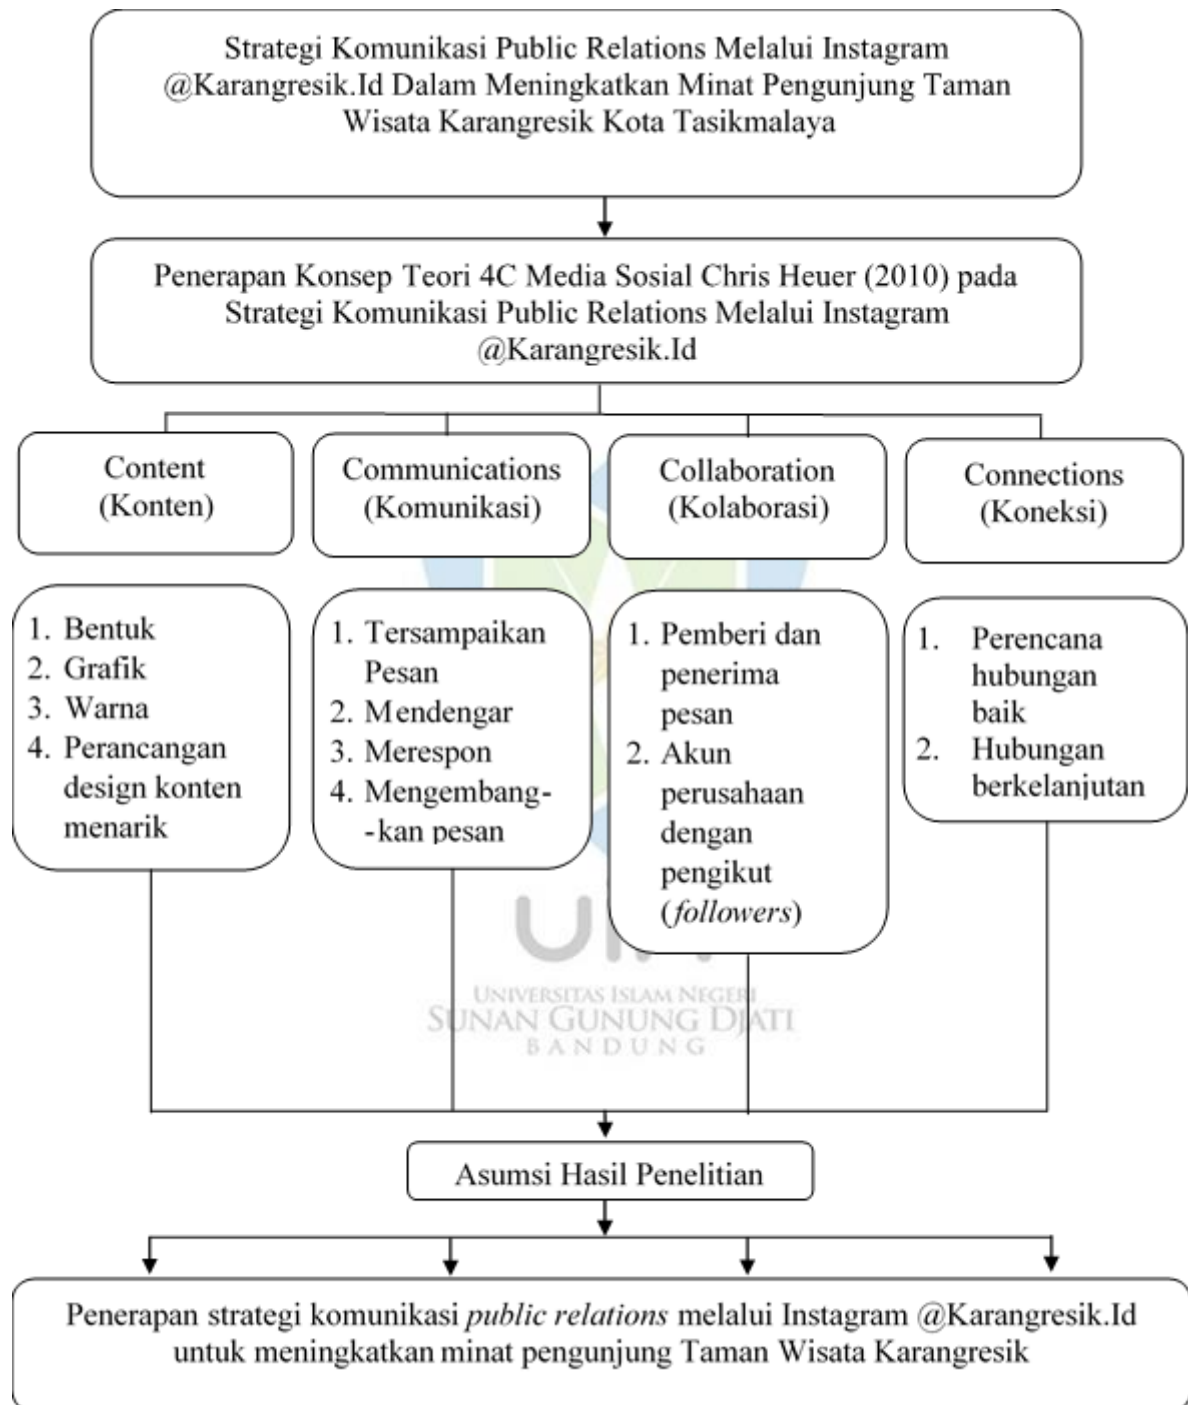 Strategi Komunikasi Public Relations Melalui Instagram
@Karangresik.Id Dalam Meningkatkan Minat Pengunjung Taman
Wisata Karangresik Kota Tasikmalaya
Penerapan Konsep Teori 4C Media Sosial Chris Heuer (2010) pada
Strategi Komunikasi Public Relations Melalui Instagram
@Karangresik.Id
Content
(Konten)
Communications
(Komunikasi)
Collaboration
(Kolaborasi)
Connections
(Koneksi)
1. Bentuk
2. Grafik
3. Warna
4. Perancangan
design konten
menarik
1. Tersampaikan
Pesan
2. Mendengar
3. Merespon
4. Mengembang-
-kan pesan
1. Pemberi dan
penerima
pesan
2. Akun
perusahaan
dengan
pengikut
(followers)
1. Perencana
hubungan
baik
2. Hubungan
berkelanjutan
UNIVERSITAS ISLAM NEGERI
SUNAN GUNUNG DJATI
BANDUNG
Asumsi Hasil Penelitian
Penerapan strategi komunikasi public relations melalui Instagram @Karangresik.Id
untuk meningkatkan minat pengunjung Taman Wisata Karangresik